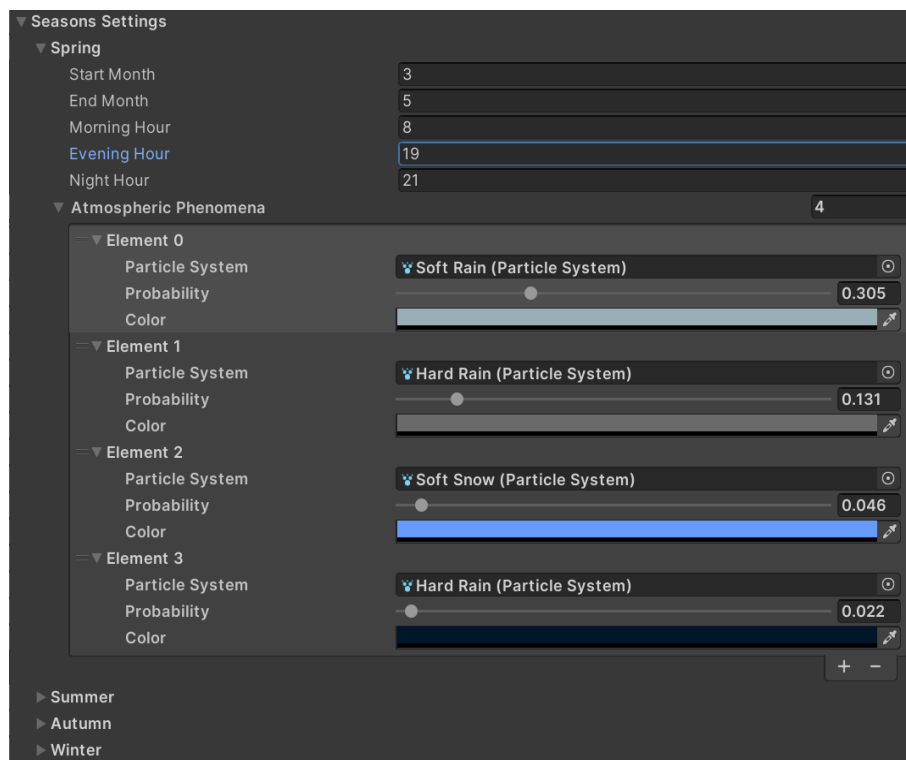 Seasons Settings
Spring
Start Month 3
End Month 5
Morning Hour 8
Evening Hour 19
Night Hour 21
Atmospheric Phenomena 4
Element 0
Particle System Soft Rain (Particle System)
Probability 0.305
Color
Element 1
Particle System Hard Rain (Particle System)
Probability 0.131
Color
Element 2
Particle System Soft Snow (Particle System)
Probability 0.046
Color
Element 3
Particle System Hard Rain (Particle System)
Probability 0.022
Color
+ −
Summer
Autumn
Winter